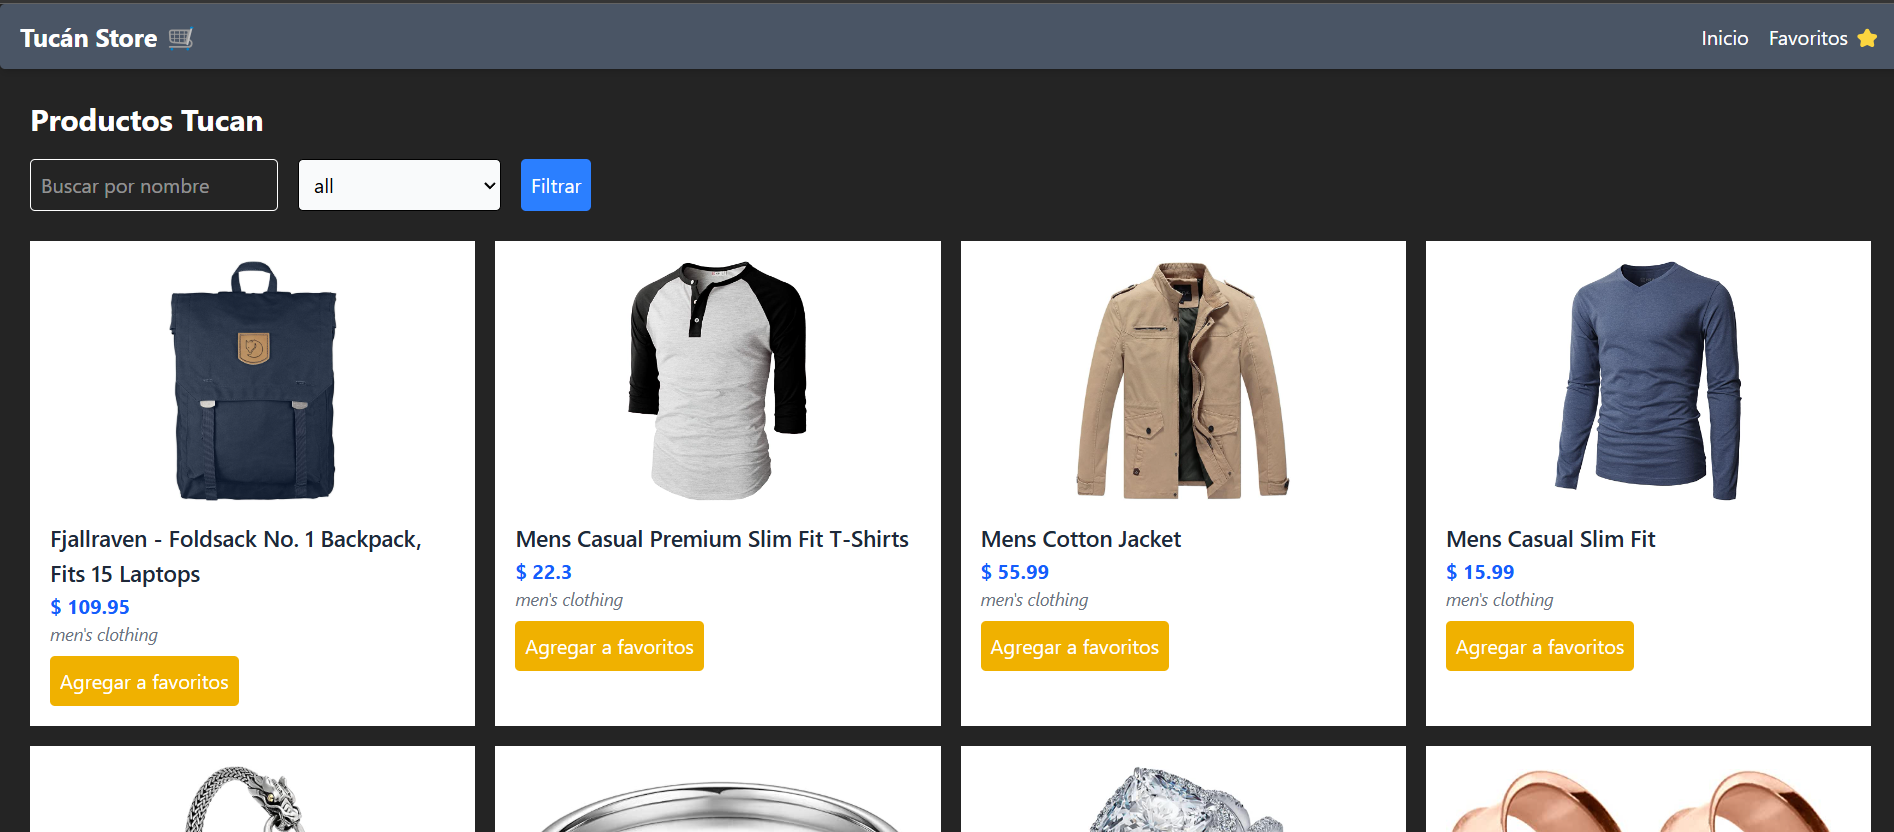 Tucán Store 🛒
Inicio
Favoritos ⭐
Productos Tucan
Buscar por nombre
all
Filtrar
Fjallraven - Foldsack No. 1 Backpack,
Fits 15 Laptops
$ 109.95
men's clothing
Agregar a favoritos
Mens Casual Premium Slim Fit T-Shirts
$ 22.3
men's clothing
Agregar a favoritos
Mens Cotton Jacket
$ 55.99
men's clothing
Agregar a favoritos
Mens Casual Slim Fit
$ 15.99
men's clothing
Agregar a favoritos